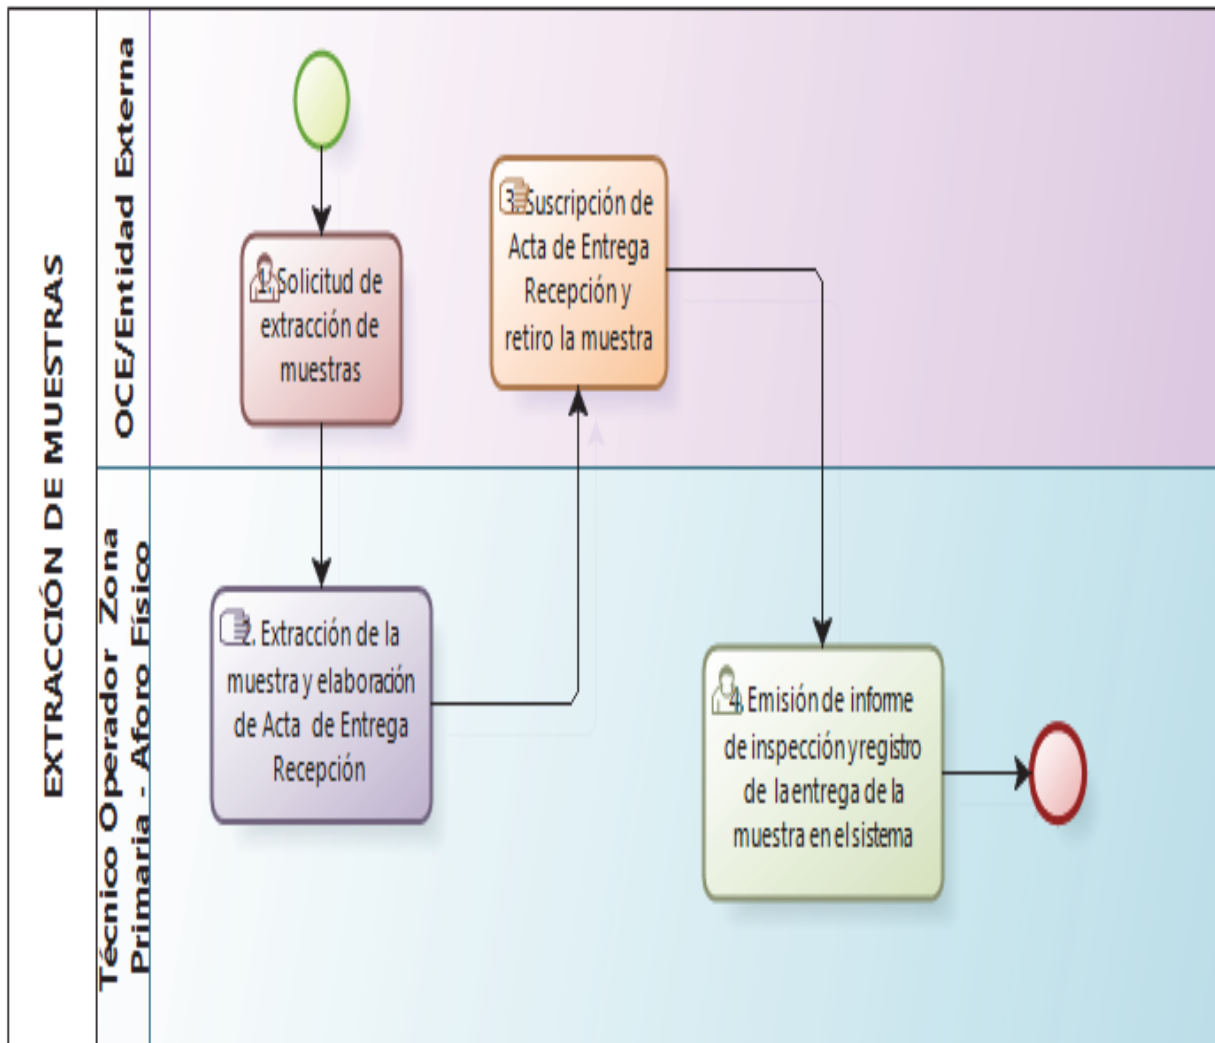 EXTRACCIÓN DE MUESTRAS
OCE/Entidad Externa
Técnico Operador Zona
Primaria - Aforo Físico
1. Solicitud de
extracción de
muestras
2. Extracción de la
muestra y elaboración
de Acta de Entrega
Recepción
3. Suscripción de
Acta de Entrega
Recepción y
retiro la muestra
4. Emisión de informe
de inspección y registro
de la entrega de la
muestra en el sistema